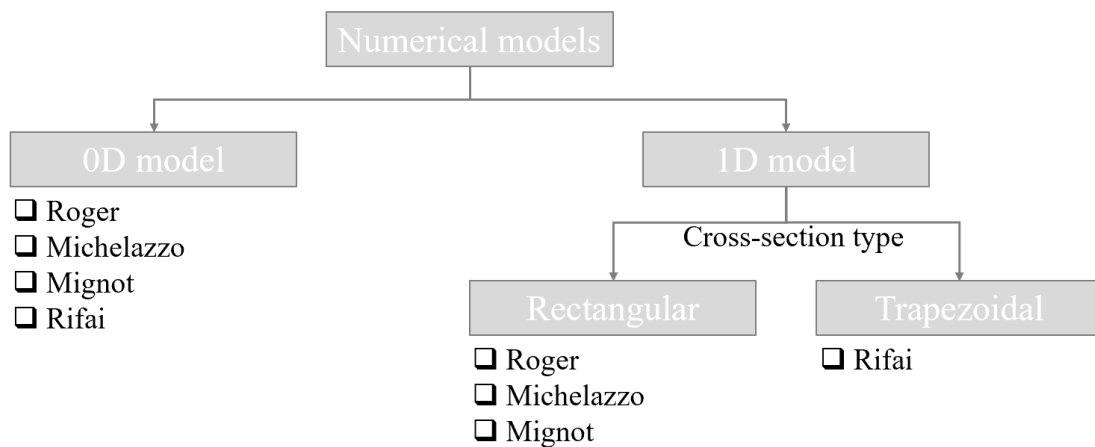 Numerical models
0D model
❑ Roger
❑ Michelazzo
❑ Mignot
❑ Rifai
1D model
Cross-section type
Rectangular
❑ Roger
❑ Michelazzo
❑ Mignot
Trapezoidal
❑ Rifai